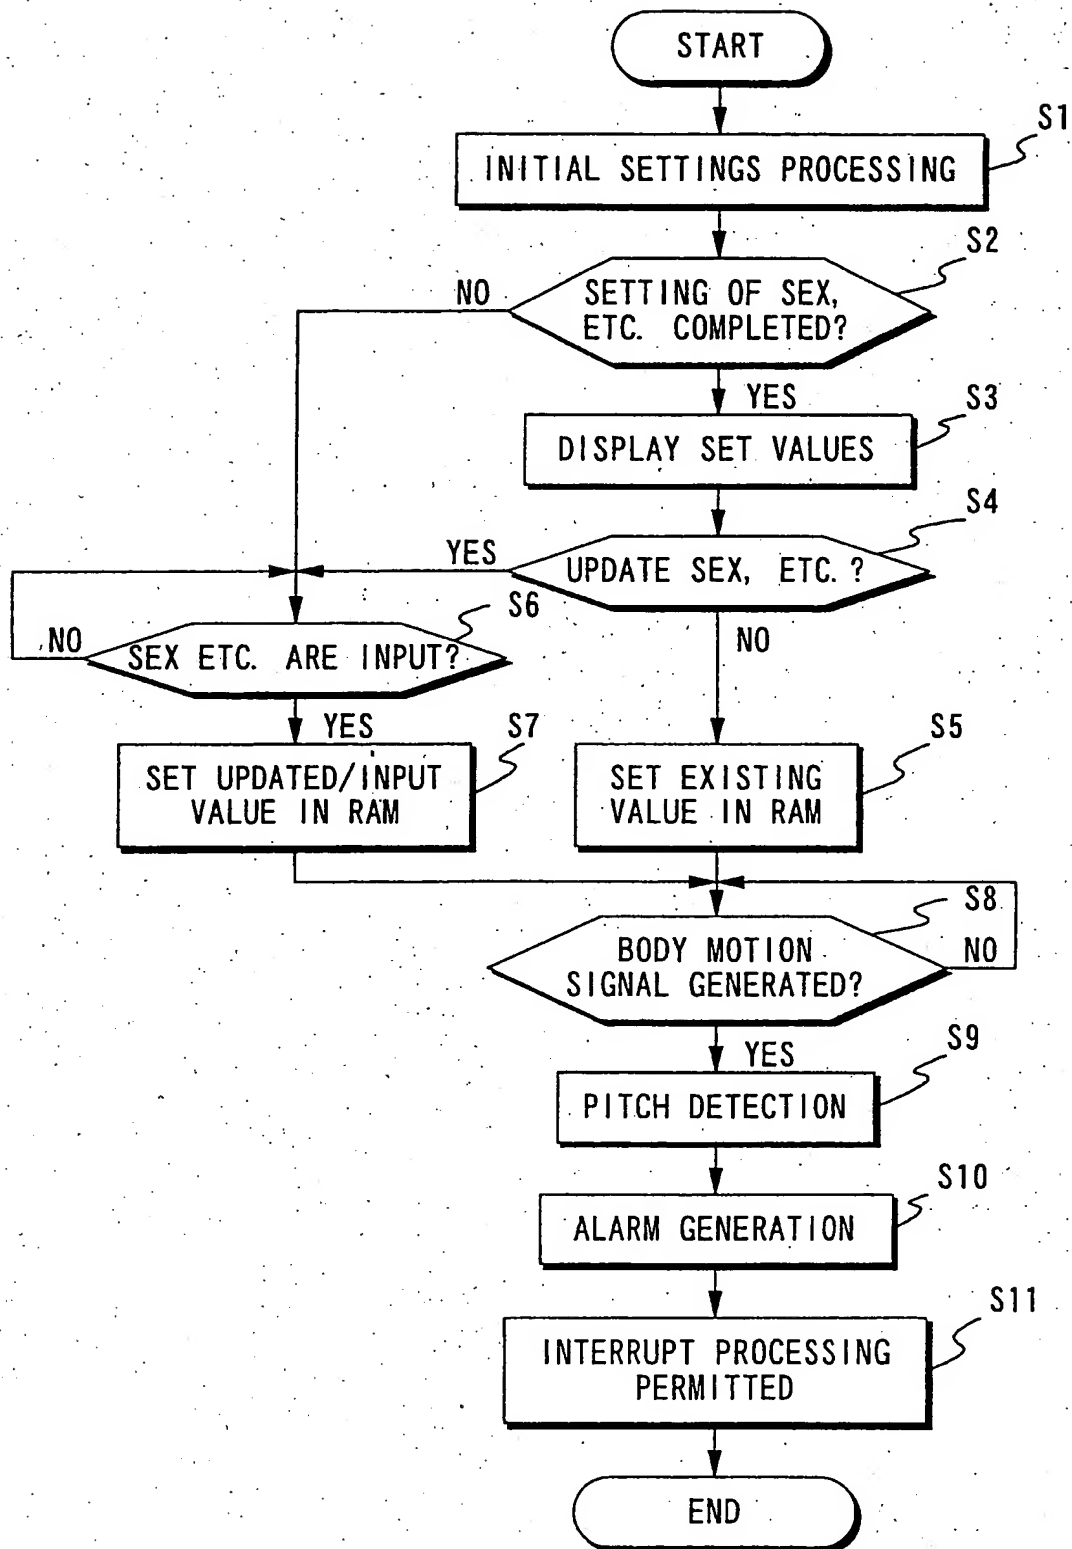 START
S1
INITIAL SETTINGS PROCESSING
S2
NO
SETTING OF SEX,
ETC. COMPLETED?
YES
S3
DISPLAY SET VALUES
S4
YES
UPDATE SEX, ETC.?
S6
NO
SEX ETC. ARE INPUT?
NO
YES
S7
S5
SET UPDATED/INPUT
VALUE IN RAM
SET EXISTING
VALUE IN RAM
S8
BODY MOTION
SIGNAL GENERATED?
NO
YES
S9
PITCH DETECTION
S10
ALARM GENERATION
S11
INTERRUPT PROCESSING
PERMITTED
END